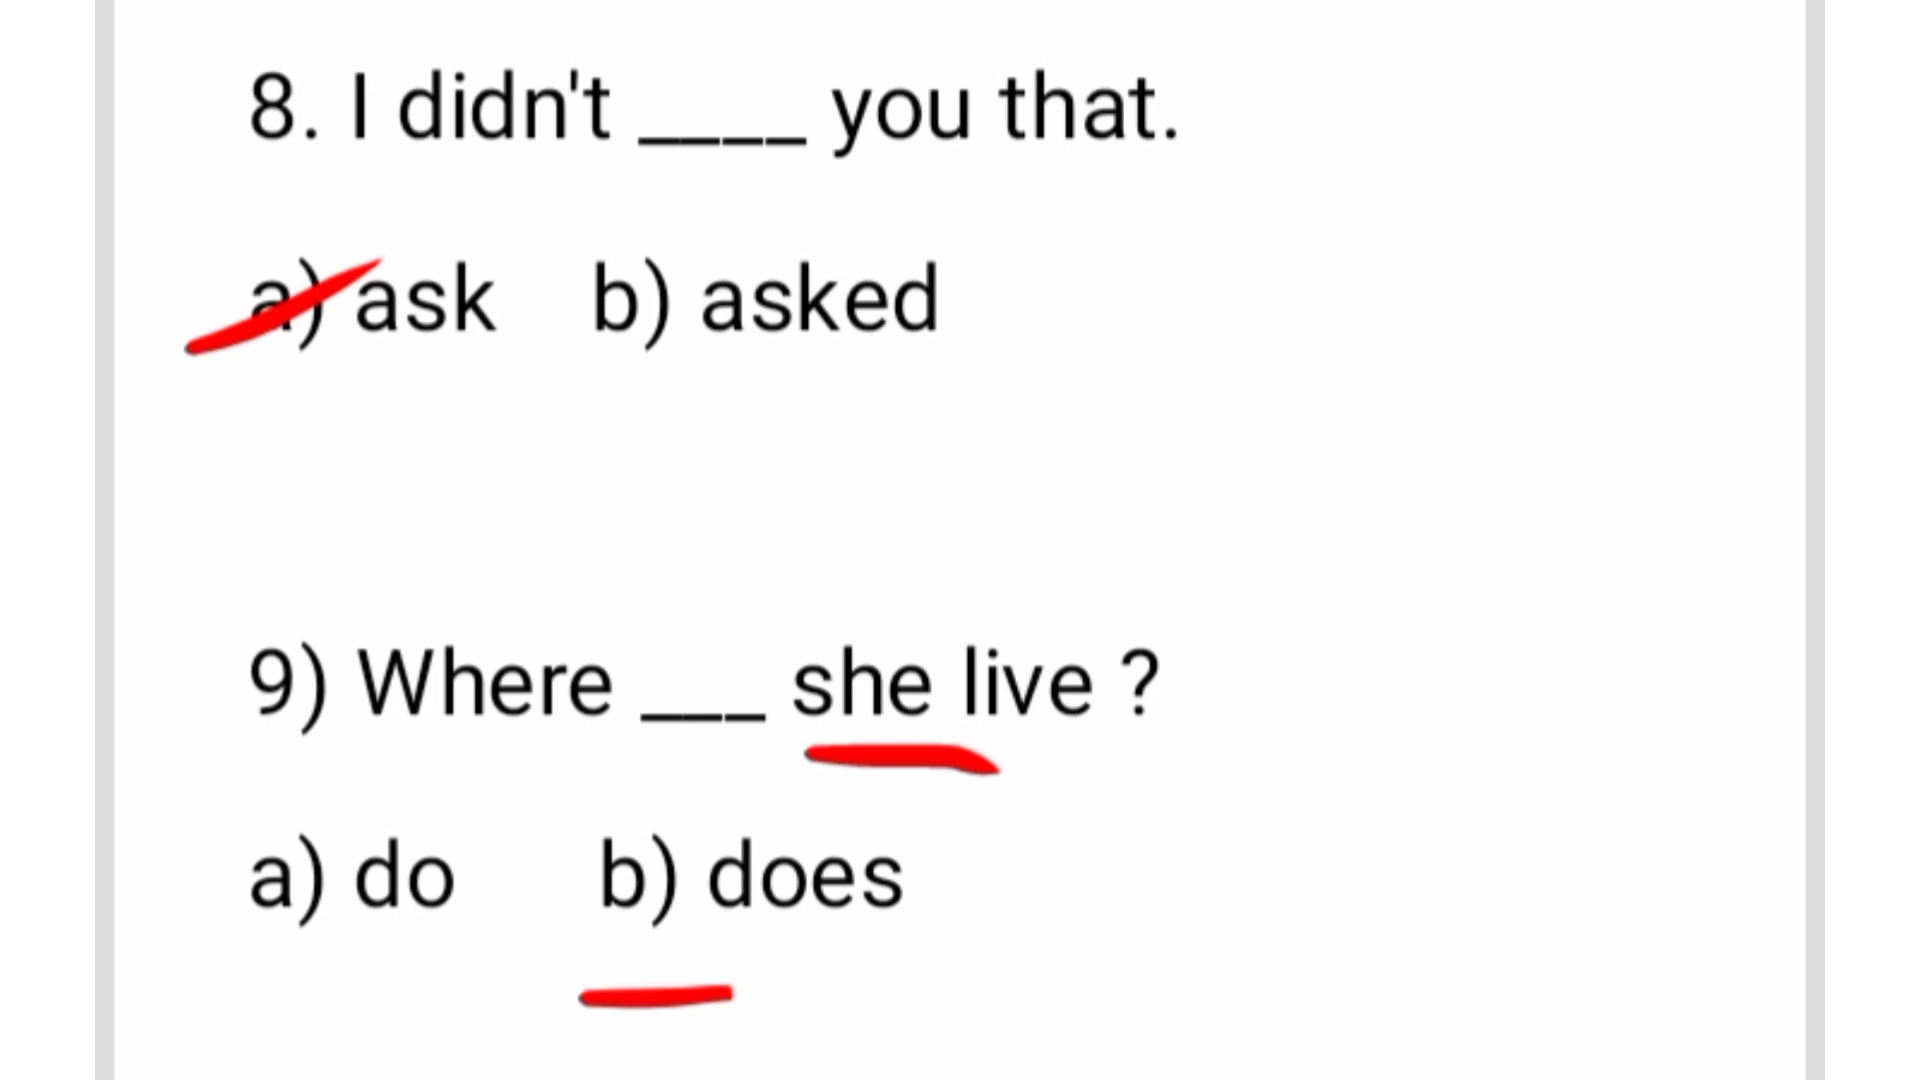 8. I didn't ____ you that.
a) ask b) asked
9) Where ___ she live ?
a) do b) does